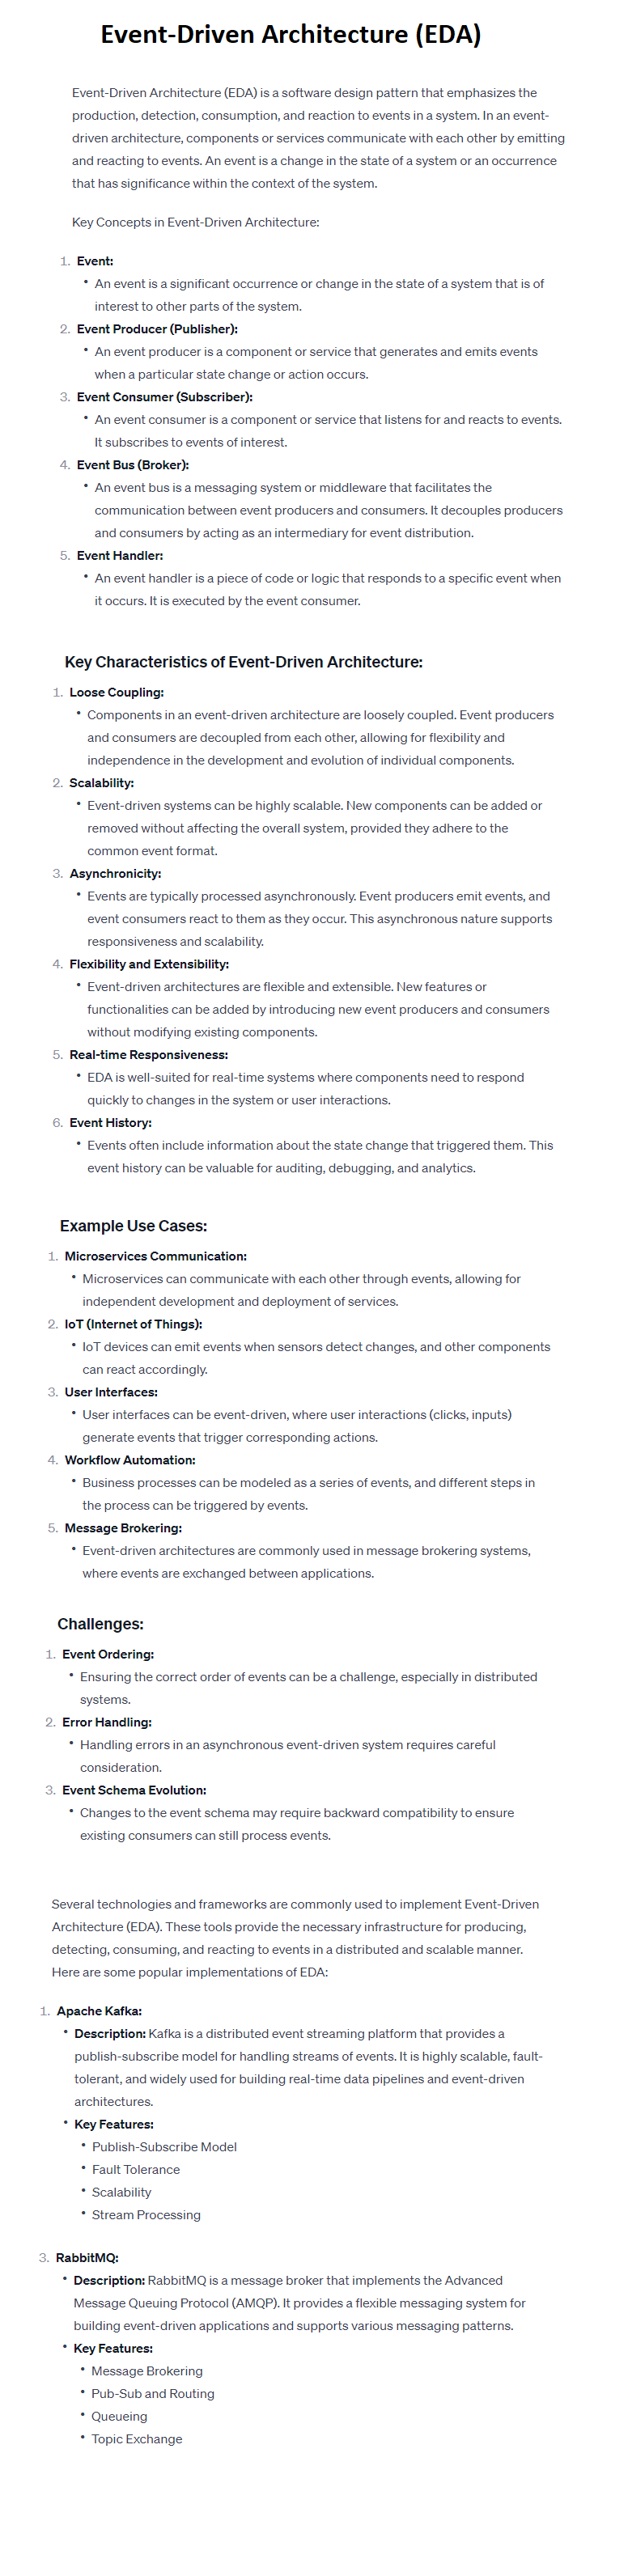 Event-Driven Architecture (EDA)
Event-Driven Architecture (EDA) is a software design pattern that emphasizes the
production, detection, consumption, and reaction to events in a system. In an event-
driven architecture, components or services communicate with each other by emitting
and reacting to events. An event is a change in the state of a system or an occurrence
that has significance within the context of the system.
Key Concepts in Event-Driven Architecture:
1. Event:
• An event is a significant occurrence or change in the state of a system that is of
interest to other parts of the system.
2. Event Producer (Publisher):
• An event producer is a component or service that generates and emits events
when a particular state change or action occurs.
3. Event Consumer (Subscriber):
• An event consumer is a component or service that listens for and reacts to events.
It subscribes to events of interest.
4. Event Bus (Broker):
• An event bus is a messaging system or middleware that facilitates the
communication between event producers and consumers. It decouples producers
and consumers by acting as an intermediary for event distribution.
5. Event Handler:
• An event handler is a piece of code or logic that responds to a specific event when
it occurs. It is executed by the event consumer.
Key Characteristics of Event-Driven Architecture:
1. Loose Coupling:
• Components in an event-driven architecture are loosely coupled. Event producers
and consumers are decoupled from each other, allowing for flexibility and
independence in the development and evolution of individual components.
2. Scalability:
• Event-driven systems can be highly scalable. New components can be added or
removed without affecting the overall system, provided they adhere to the
common event format.
3. Asynchronicity:
• Events are typically processed asynchronously. Event producers emit events, and
event consumers react to them as they occur. This asynchronous nature supports
responsiveness and scalability.
4. Flexibility and Extensibility:
• Event-driven architectures are flexible and extensible. New features or
functionalities can be added by introducing new event producers and consumers
without modifying existing components.
5. Real-time Responsiveness:
• EDA is well-suited for real-time systems where components need to respond
quickly to changes in the system or user interactions.
6. Event History:
• Events often include information about the state change that triggered them. This
event history can be valuable for auditing, debugging, and analytics.
Example Use Cases:
1. Microservices Communication:
• Microservices can communicate with each other through events, allowing for
independent development and deployment of services.
2. IoT (Internet of Things):
• IoT devices can emit events when sensors detect changes, and other components
can react accordingly.
3. User Interfaces:
• User interfaces can be event-driven, where user interactions (clicks, inputs)
generate events that trigger corresponding actions.
4. Workflow Automation:
• Business processes can be modeled as a series of events, and different steps in
the process can be triggered by events.
5. Message Brokering:
• Event-driven architectures are commonly used in message brokering systems,
where events are exchanged between applications.
Challenges:
1. Event Ordering:
• Ensuring the correct order of events can be a challenge, especially in distributed
systems.
2. Error Handling:
• Handling errors in an asynchronous event-driven system requires careful
consideration.
3. Event Schema Evolution:
• Changes to the event schema may require backward compatibility to ensure
existing consumers can still process events.
Several technologies and frameworks are commonly used to implement Event-Driven
Architecture (EDA). These tools provide the necessary infrastructure for producing,
detecting, consuming, and reacting to events in a distributed and scalable manner.
Here are some popular implementations of EDA:
1. Apache Kafka:
• Description: Kafka is a distributed event streaming platform that provides a
publish-subscribe model for handling streams of events. It is highly scalable, fault-
tolerant, and widely used for building real-time data pipelines and event-driven
architectures.
• Key Features:
• Publish-Subscribe Model
• Fault Tolerance
• Scalability
• Stream Processing
3. RabbitMQ:
• Description: RabbitMQ is a message broker that implements the Advanced
Message Queuing Protocol (AMQP). It provides a flexible messaging system for
building event-driven applications and supports various messaging patterns.
• Key Features:
• Message Brokering
• Pub-Sub and Routing
• Queueing
• Topic Exchange